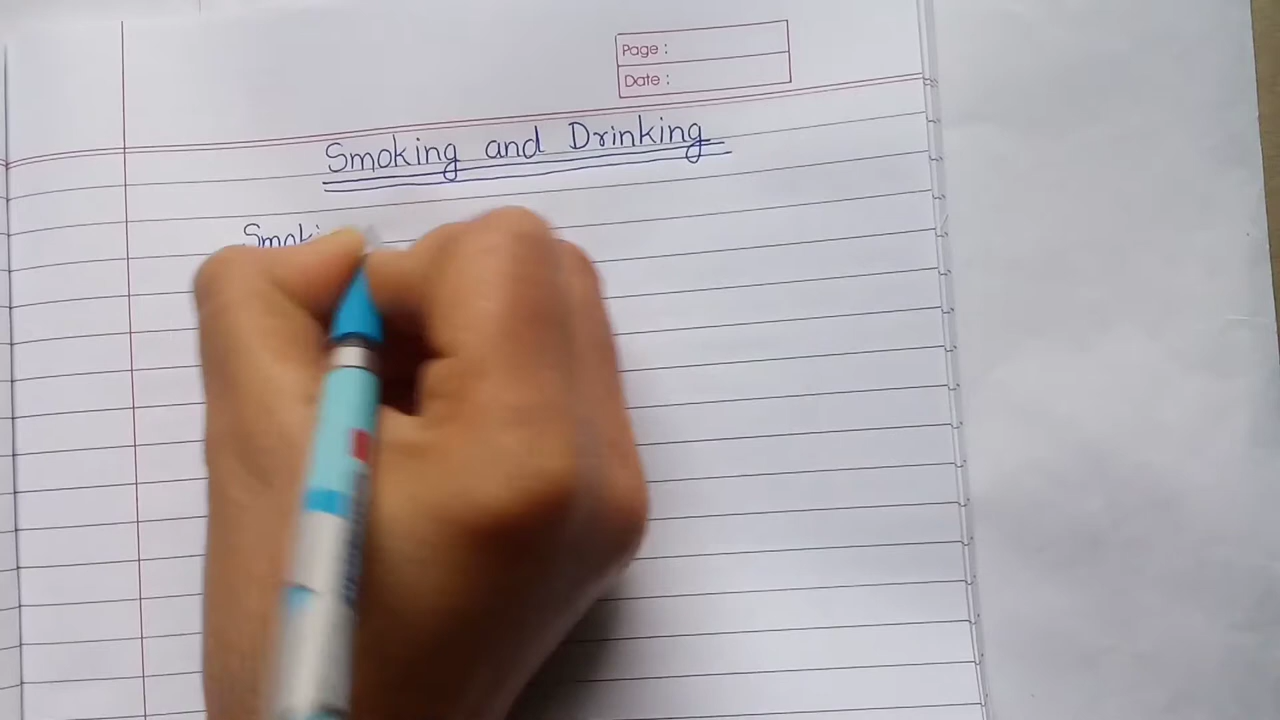 Page :
Date :
Smoking and Drinking